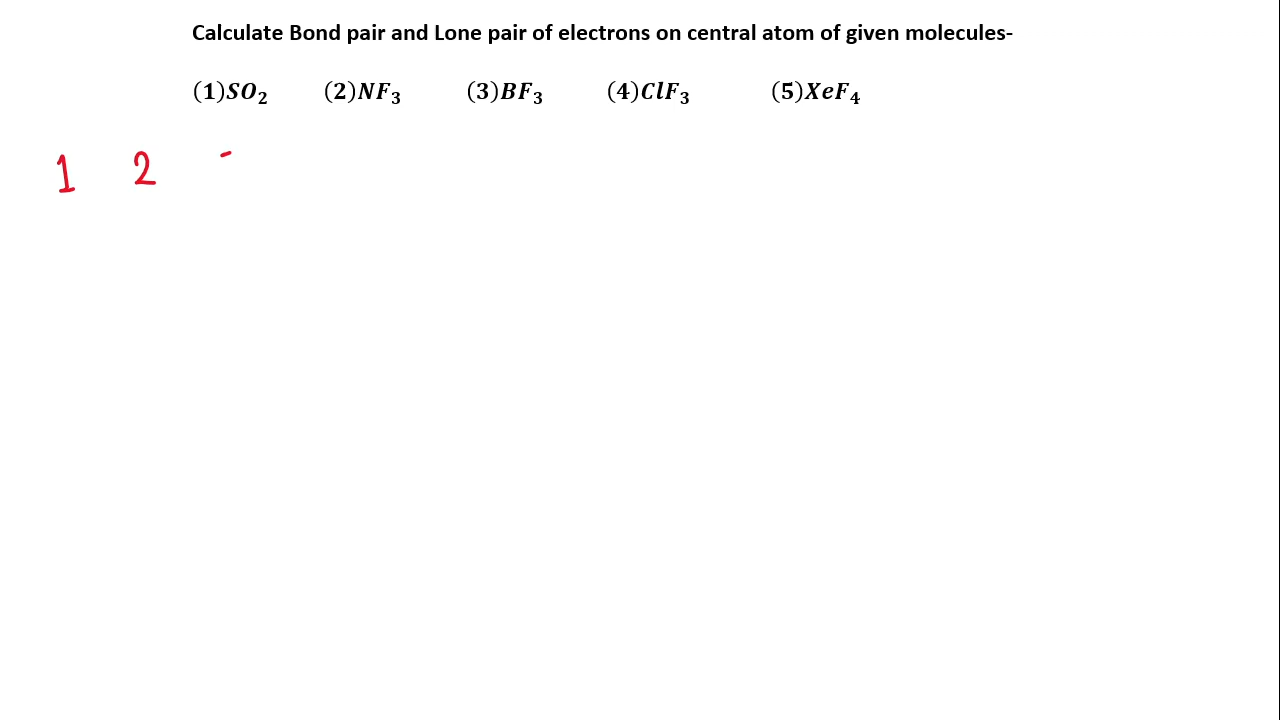 Calculate Bond pair and Lone pair of electrons on central atom of given molecules-
(1)SO₂ (2)NF₃ (3)BF₃ (4)ClF₃ (5)XeF₄
1 2